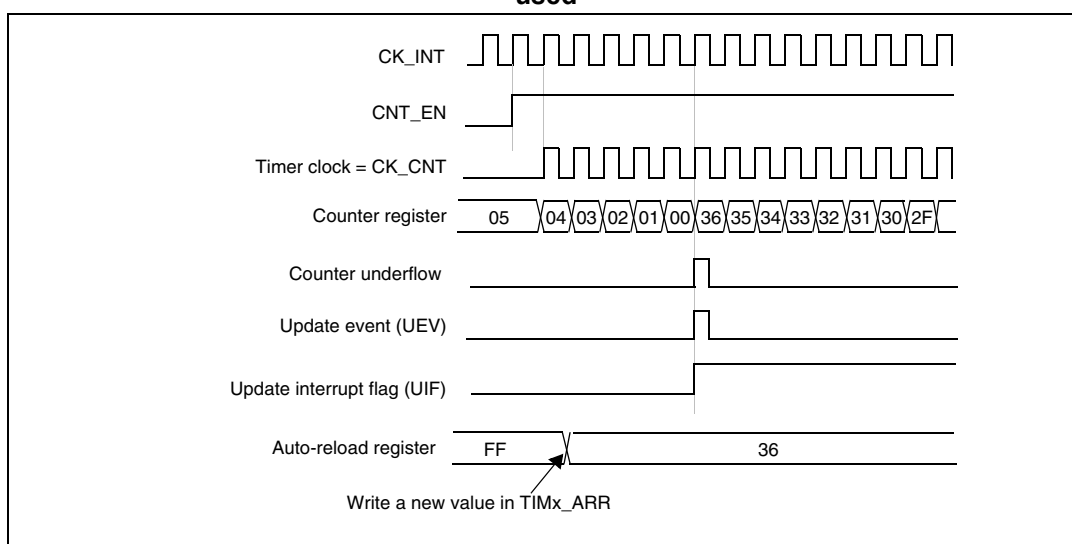 used
CK_INT
CNT_EN
Timer clock = CK_CNT
Counter register 05 04 03 02 01 00 36 35 34 33 32 31 30 2F
Counter underflow
Update event (UEV)
Update interrupt flag (UIF)
Auto-reload register FF 36
Write a new value in TIMx_ARR